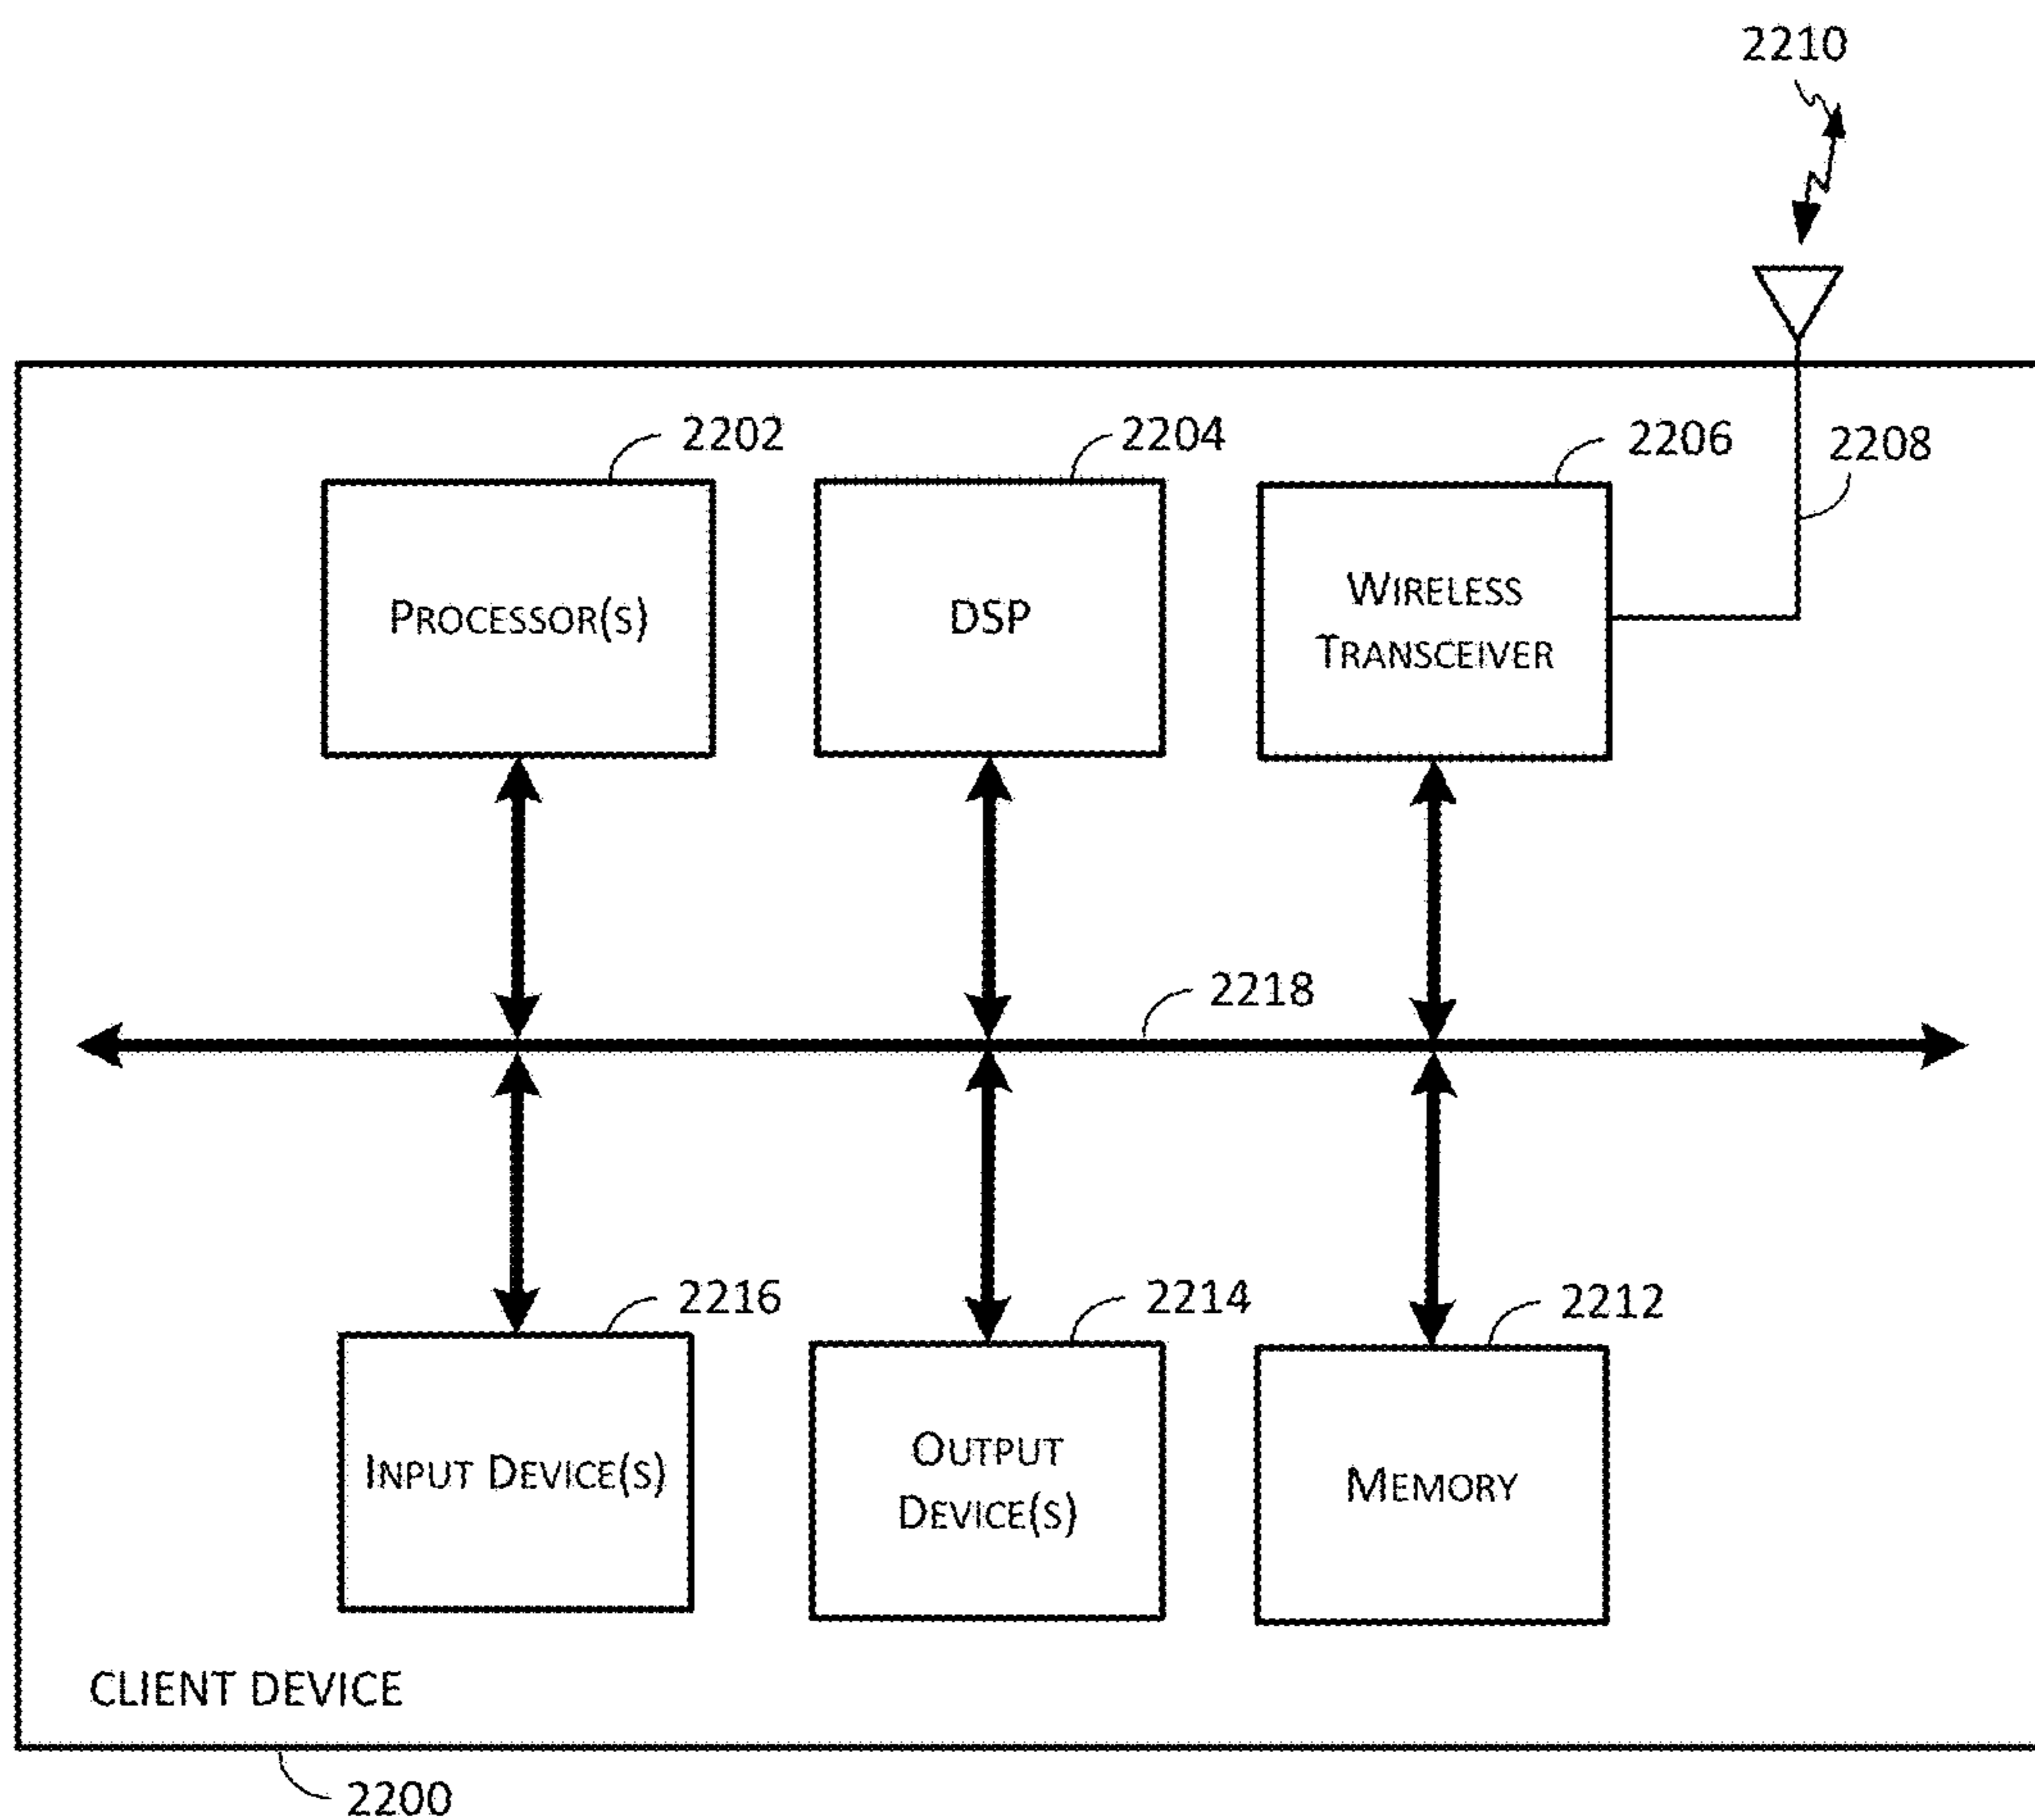 2210
2202
2204
2206
2208
PROCESSOR(S)
DSP
WIRELESS
TRANSCEIVER
2218
2216
2214
2212
INPUT DEVICE(S)
OUTPUT
DEVICE(S)
MEMORY
CLIENT DEVICE
2200